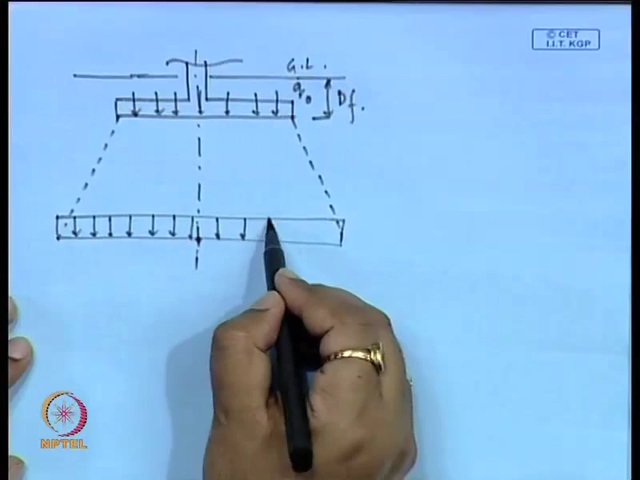 © CET
I.I.T. KGP
G.L.
q₀
Df.
NPTEL